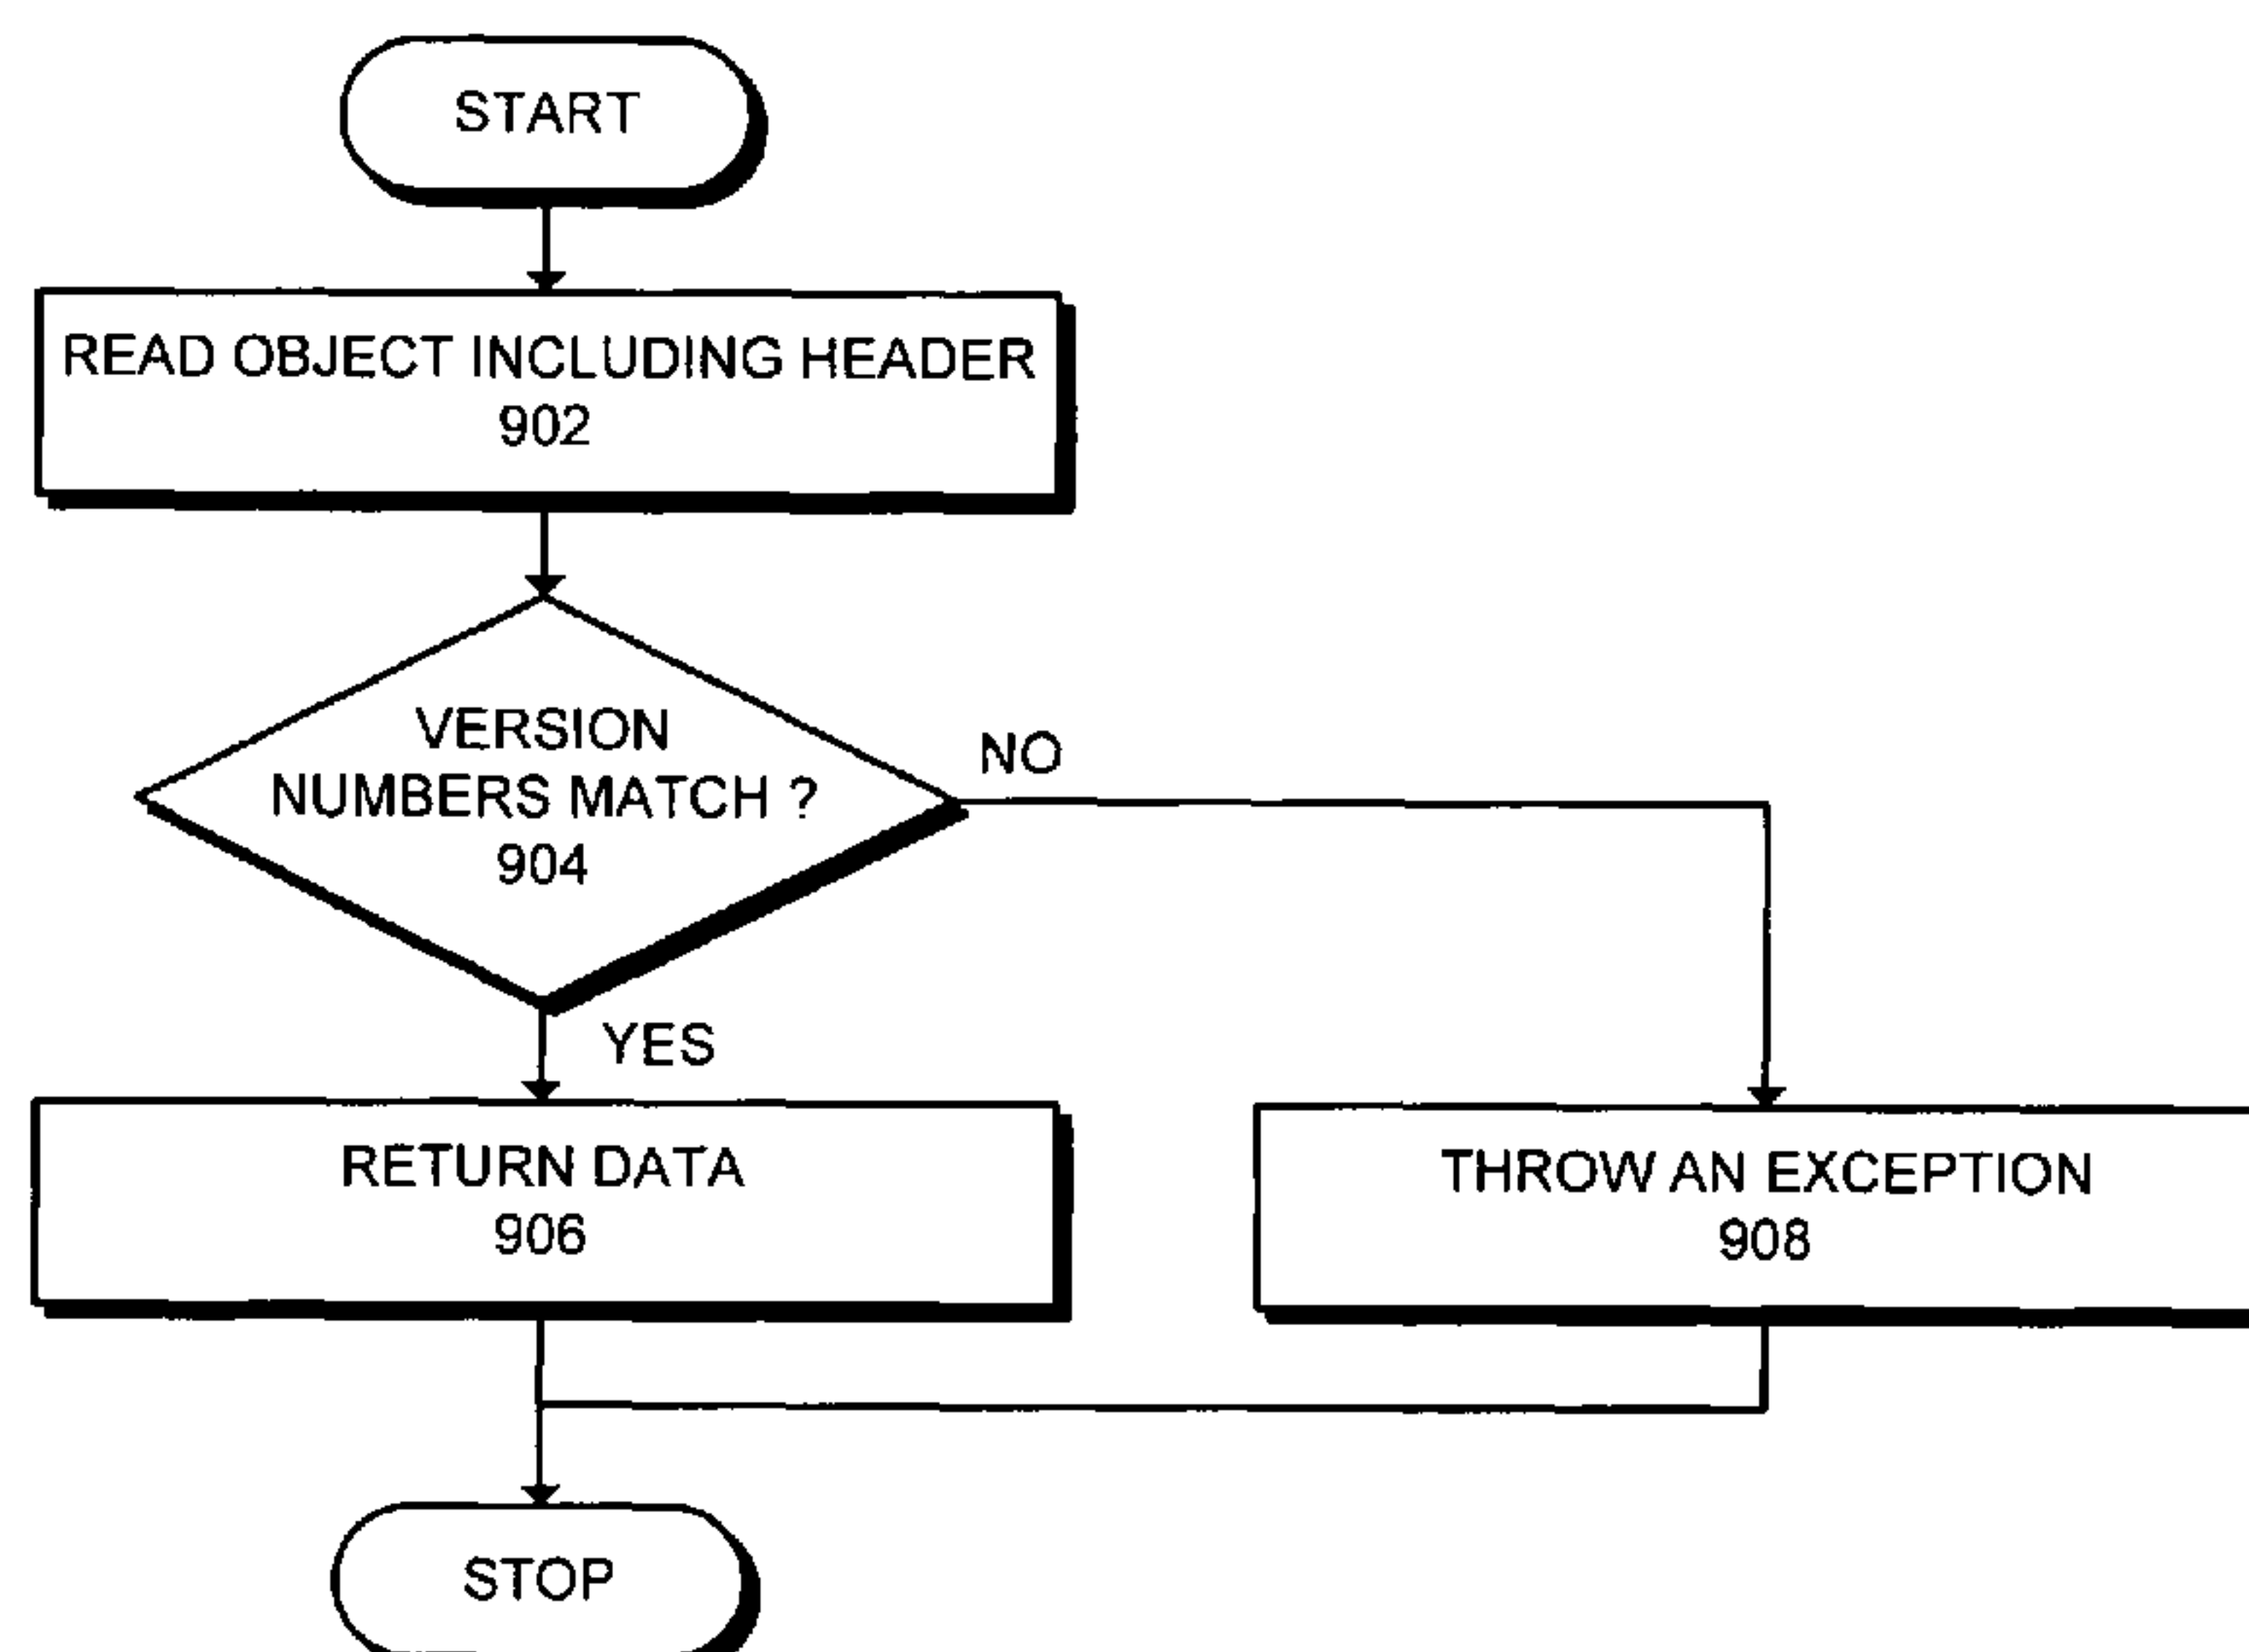 START
READ OBJECT INCLUDING HEADER
902
VERSION
NUMBERS MATCH ?
904
NO
YES
RETURN DATA
906
THROW AN EXCEPTION
908
STOP